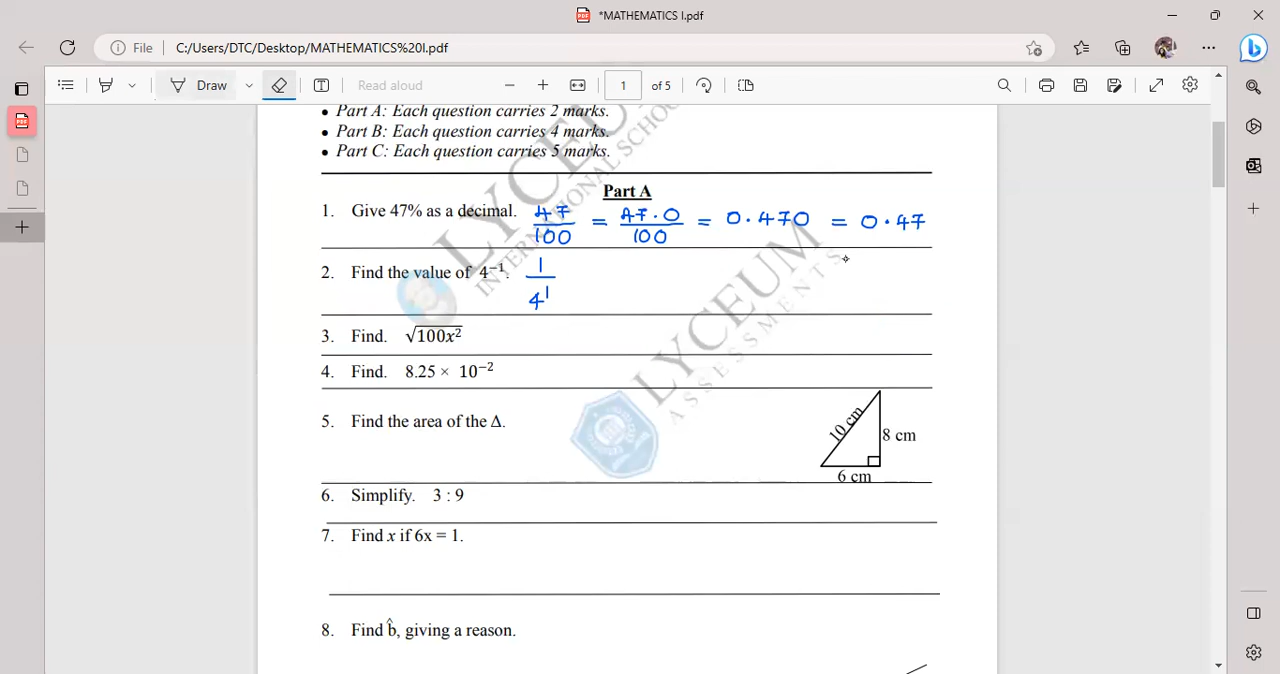 *MATHEMATICS I.pdf
File C:/Users/DTC/Desktop/MATHEMATICS%20I.pdf
Draw Read aloud 1 of 5
• Part A: Each question carries 2 marks.
• Part B: Each question carries 4 marks.
• Part C: Each question carries 5 marks.
Part A
1. Give 47% as a decimal. 47/100 = 47.0/100 = 0.470 = 0.47
2. Find the value of 4⁻¹. 1/4¹
3. Find. √100x²
4. Find. 8.25 × 10⁻²
5. Find the area of the Δ.
10 cm
8 cm
6 cm
6. Simplify. 3 : 9
7. Find x if 6x = 1.
8. Find b̂, giving a reason.
LYCEUM
INTERNATIONAL SCHOOL
LYCEUM
ASSESSMENTS
LYCEUM
ASSESSMENTS